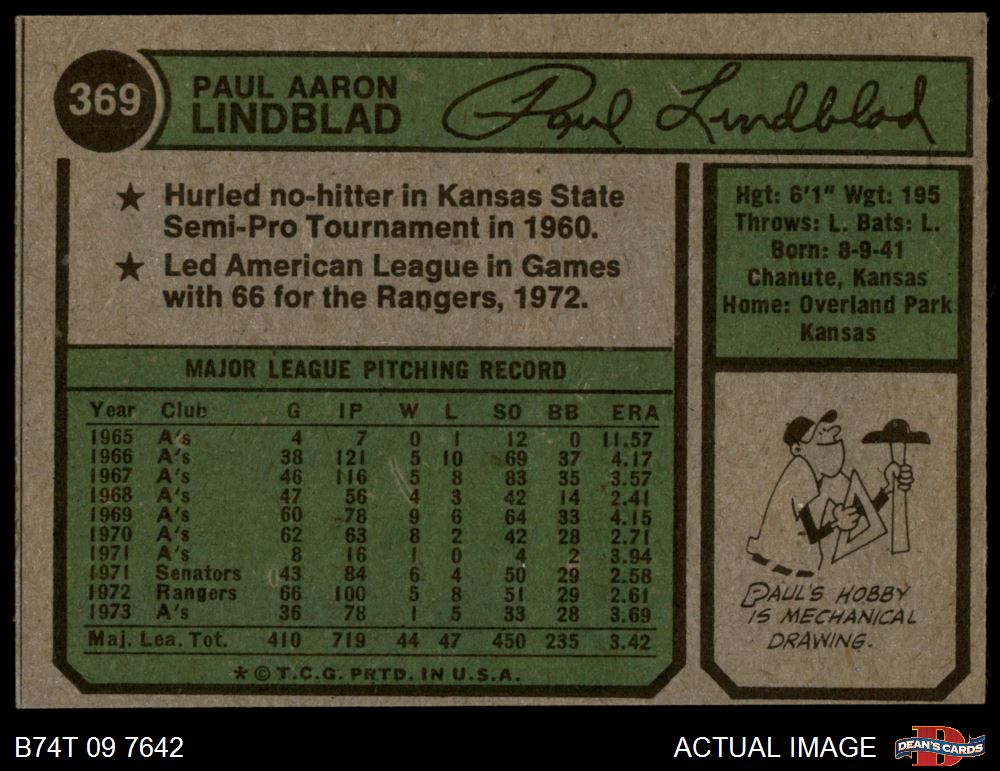 369
PAUL AARON
LINDBLAD
Paul Lindblad
★ Hurled no-hitter in Kansas State
Semi-Pro Tournament in 1960.
★ Led American League in Games
with 66 for the Rangers, 1972.
Hgt: 6'1" Wgt: 195
Throws: L. Bats: L.
Born: 8-9-41
Chanute, Kansas
Home: Overland Park
Kansas
MAJOR LEAGUE PITCHING RECORD
Year Club G IP W L SO BB ERA
1965 A's 4 7 0 1 12 0 11.57
1966 A's 38 121 5 10 69 37 4.17
1967 A's 46 116 5 8 83 35 3.57
1968 A's 47 56 4 3 42 14 2.41
1969 A's 60 78 9 6 64 33 4.15
1970 A's 62 63 8 2 42 28 2.71
1971 A's 8 16 1 0 4 2 3.94
1971 Senators 43 84 6 4 50 29 2.58
1972 Rangers 66 100 5 8 51 29 2.61
1973 A's 36 78 1 5 33 28 3.69
Maj. Lea. Tot. 410 719 44 47 450 235 3.42
* © T.C.G. PRTD. IN U.S.A.
PAUL'S HOBBY
IS MECHANICAL
DRAWING.
B74T 09 7642
ACTUAL IMAGE
D
DEAN'S CARDS